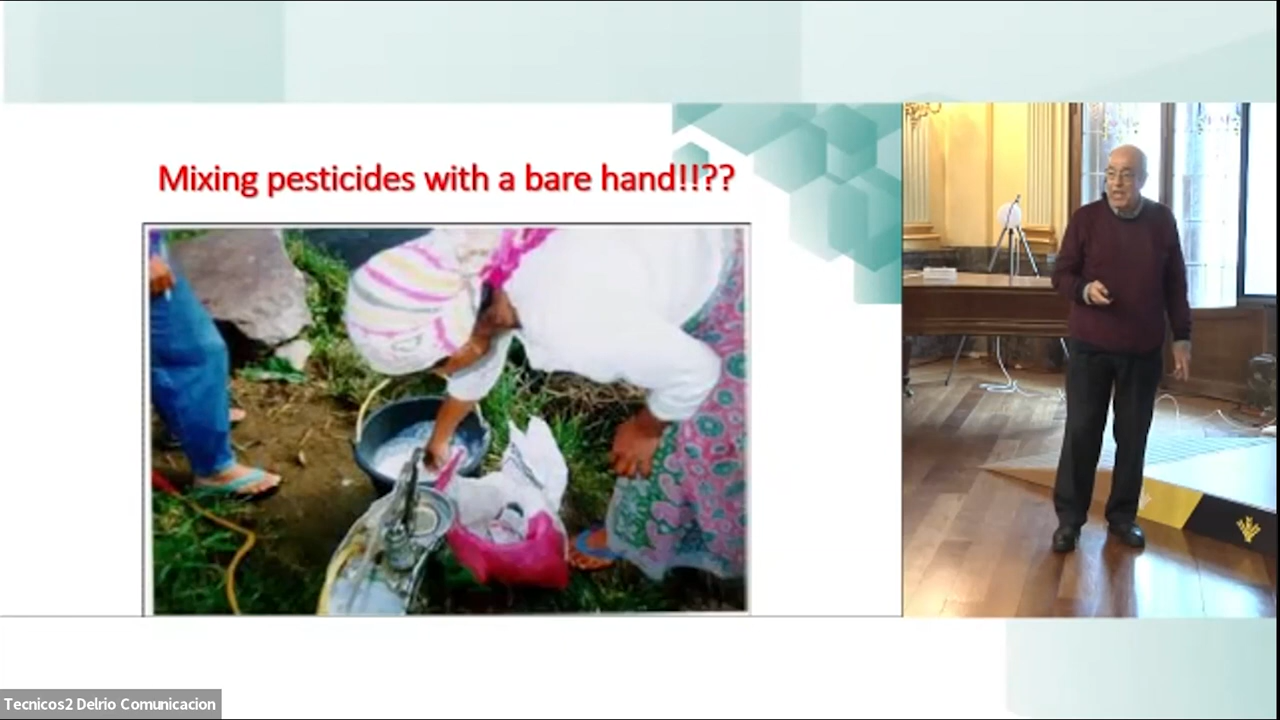 Mixing pesticides with a bare hand!!??
Tecnicos2 Delrio Comunicacion